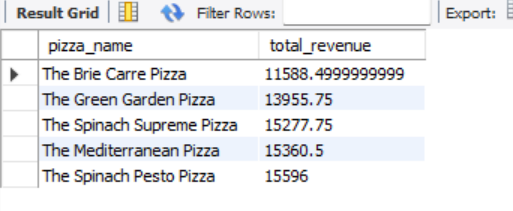 Result Grid Filter Rows: Export:
pizza_name total_revenue
The Brie Carre Pizza 11588.4999999999
The Green Garden Pizza 13955.75
The Spinach Supreme Pizza 15277.75
The Mediterranean Pizza 15360.5
The Spinach Pesto Pizza 15596